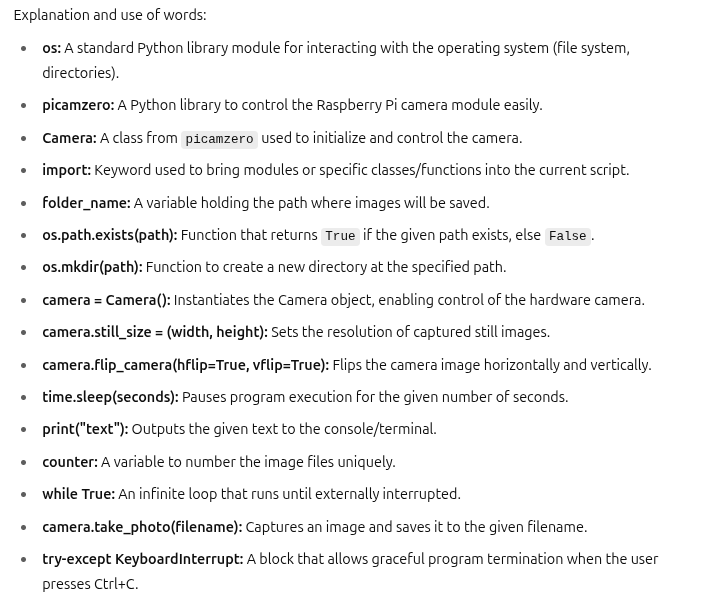 Explanation and use of words:
os: A standard Python library module for interacting with the operating system (file system,
directories).
picamzero: A Python library to control the Raspberry Pi camera module easily.
Camera: A class from picamzero used to initialize and control the camera.
import: Keyword used to bring modules or specific classes/functions into the current script.
folder_name: A variable holding the path where images will be saved.
os.path.exists(path): Function that returns True if the given path exists, else False.
os.mkdir(path): Function to create a new directory at the specified path.
camera = Camera(): Instantiates the Camera object, enabling control of the hardware camera.
camera.still_size = (width, height): Sets the resolution of captured still images.
camera.flip_camera(hflip=True, vflip=True): Flips the camera image horizontally and vertically.
time.sleep(seconds): Pauses program execution for the given number of seconds.
print("text"): Outputs the given text to the console/terminal.
counter: A variable to number the image files uniquely.
while True: An infinite loop that runs until externally interrupted.
camera.take_photo(filename): Captures an image and saves it to the given filename.
try-except KeyboardInterrupt: A block that allows graceful program termination when the user
presses Ctrl+C.